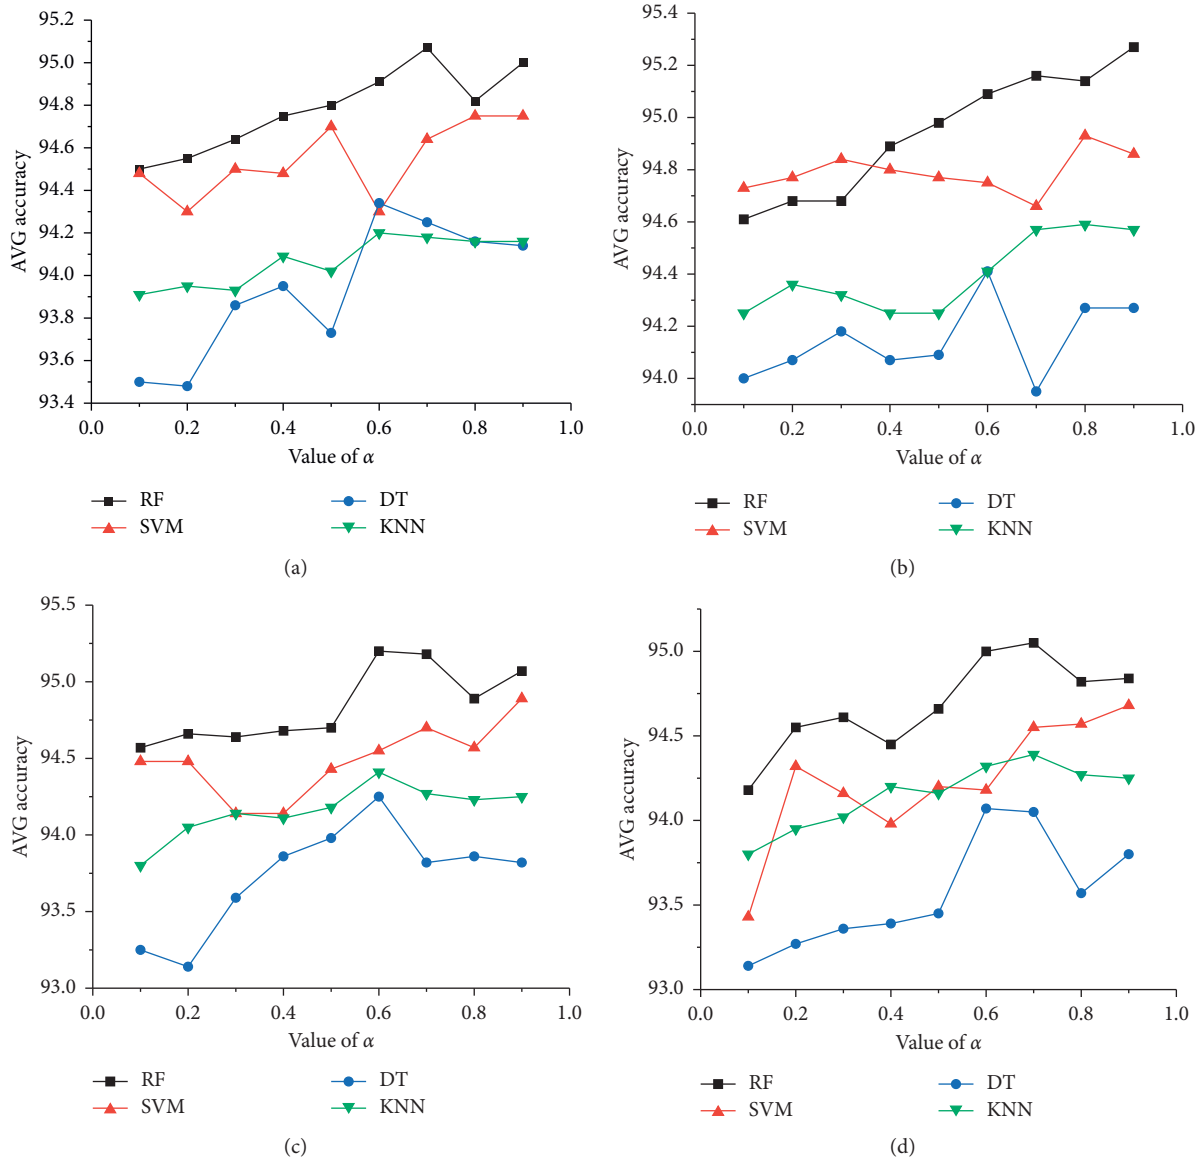 95.2
95.0
94.8
94.6
94.4
94.2
94.0
93.8
93.6
93.4
AVG accuracy
0.0 0.2 0.4 0.6 0.8 1.0
Value of α
RF DT
SVM KNN
(a)
95.4
95.2
95.0
94.8
94.6
94.4
94.2
94.0
AVG accuracy
0.0 0.2 0.4 0.6 0.8 1.0
Value of α
RF DT
SVM KNN
(b)
95.5
95.0
94.5
94.0
93.5
93.0
AVG accuracy
0.0 0.2 0.4 0.6 0.8 1.0
Value of α
RF DT
SVM KNN
(c)
95.0
94.5
94.0
93.5
93.0
AVG accuracy
0.0 0.2 0.4 0.6 0.8 1.0
Value of α
RF DT
SVM KNN
(d)